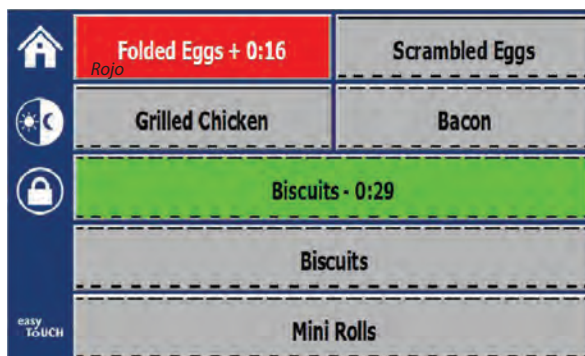 Folded Eggs + 0:16
Rojo
Scrambled Eggs
Grilled Chicken
Bacon
Biscuits - 0:29
Biscuits
Mini Rolls
easy
TOUCH